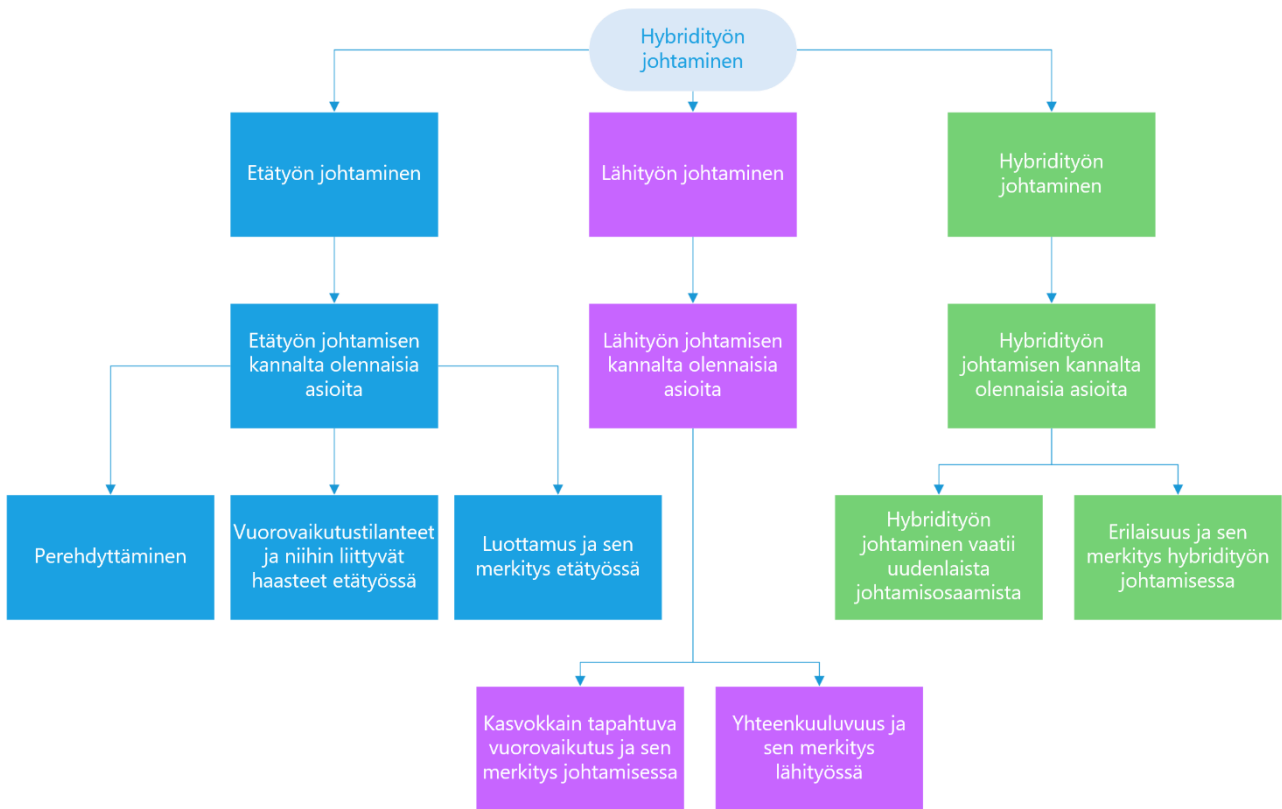 Hybridityön
johtaminen
Etätyön johtaminen
Lähityön johtaminen
Hybridityön
johtaminen
Etätyön johtamisen
kannalta olennaisia
asioita
Lähityön johtamisen
kannalta olennaisia
asioita
Hybridityön
johtamisen kannalta
olennaisia asioita
Perehdyttäminen
Vuorovaikutustilanteet
ja niihin liittyvät
haasteet etätyössä
Luottamus ja sen
merkitys etätyössä
Hybridityön
johtaminen vaatii
uudenlaista
johtamisosaamista
Erilaisuus ja sen
merkitys hybridityön
johtamisessa
Kasvokkain tapahtuva
vuorovaikutus ja sen
merkitys johtamisessa
Yhteenkuuluvuus ja
sen merkitys
lähityössä